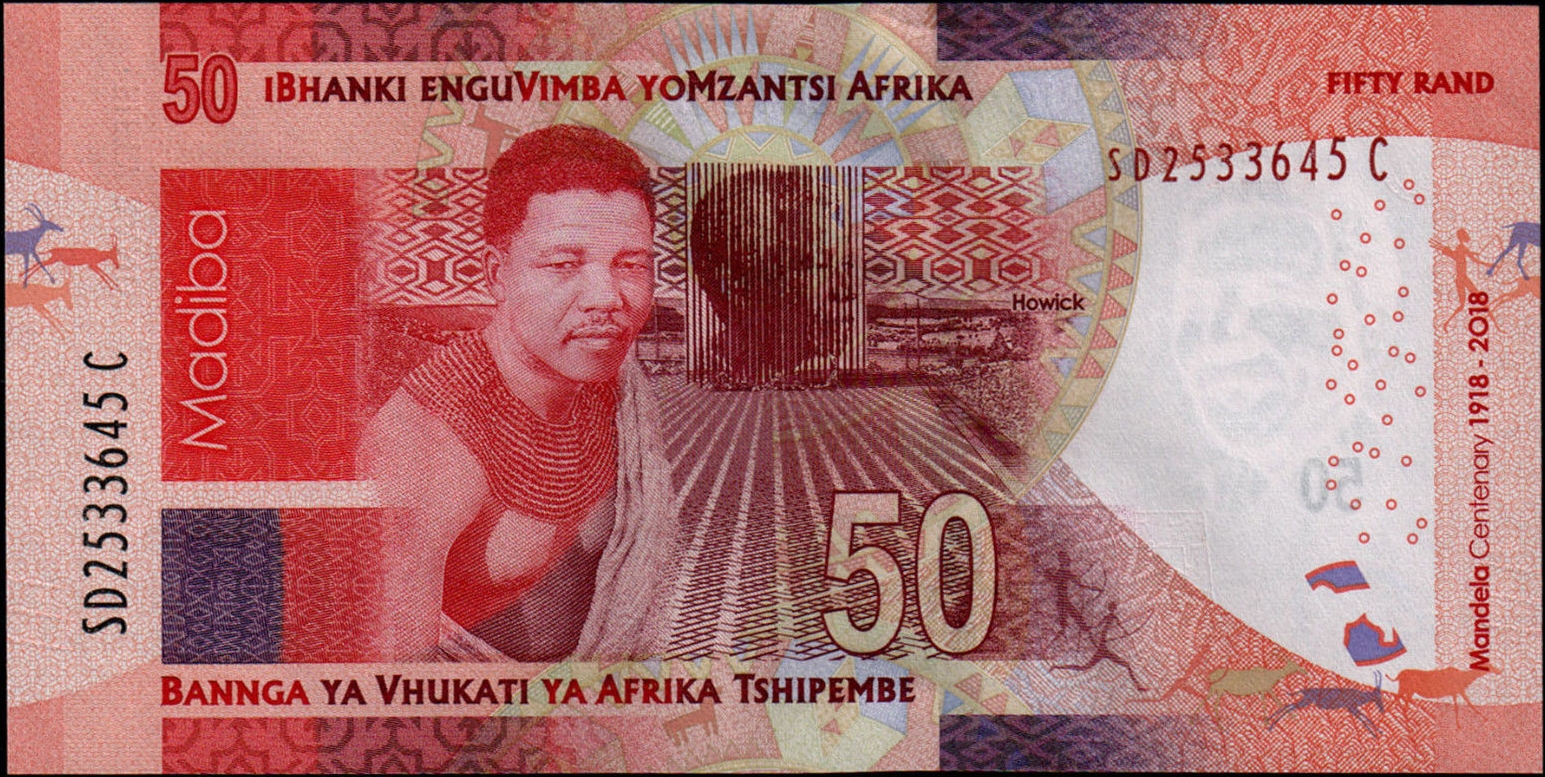 50
iBHANKI ENGUVIMBA YOMZANTSI AFRIKA
FIFTY RAND
SD2533645 C
Madiba
Howick
SD2533645 C
Mandela Centenary 1918 - 2018
50
50
BANNGA YA VHUKATI YA AFRIKA TSHIPEMBE